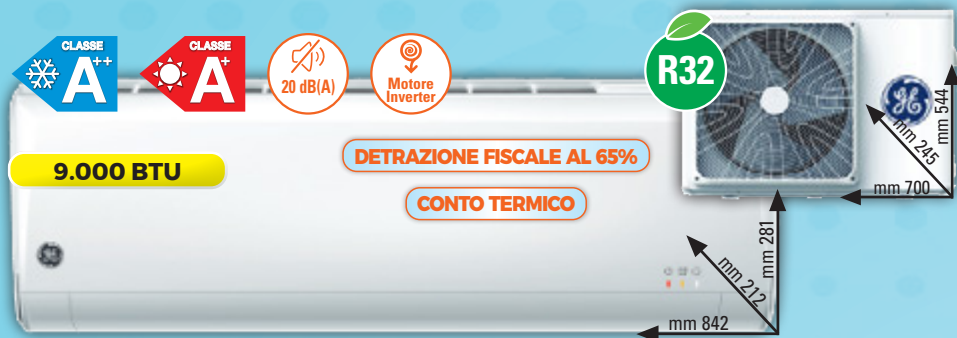 CLASSE
A++
CLASSE
A+
20 dB(A)
Motore
Inverter
R32
GE
mm 544
mm 245
mm 700
9.000 BTU
DETRAZIONE FISCALE AL 65%
CONTO TERMICO
mm 281
mm 212
mm 842